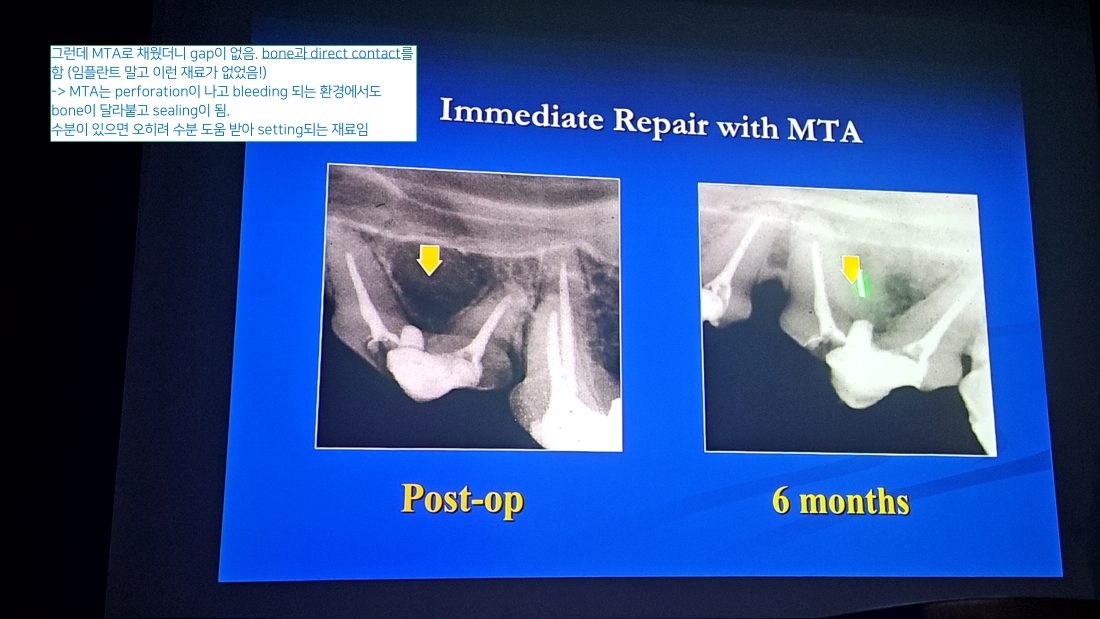 그런데 MTA로 채웠더니 gap이 없음. bone과 direct contact를
함 (임플란트 말고 이런 재료가 없었음!)
-> MTA는 perforation이 나고 bleeding 되는 환경에서도
bone이 달라붙고 sealing이 됨.
수분이 있으면 오히려 수분 도움 받아 setting되는 재료임
Immediate Repair with MTA
Post-op
6 months